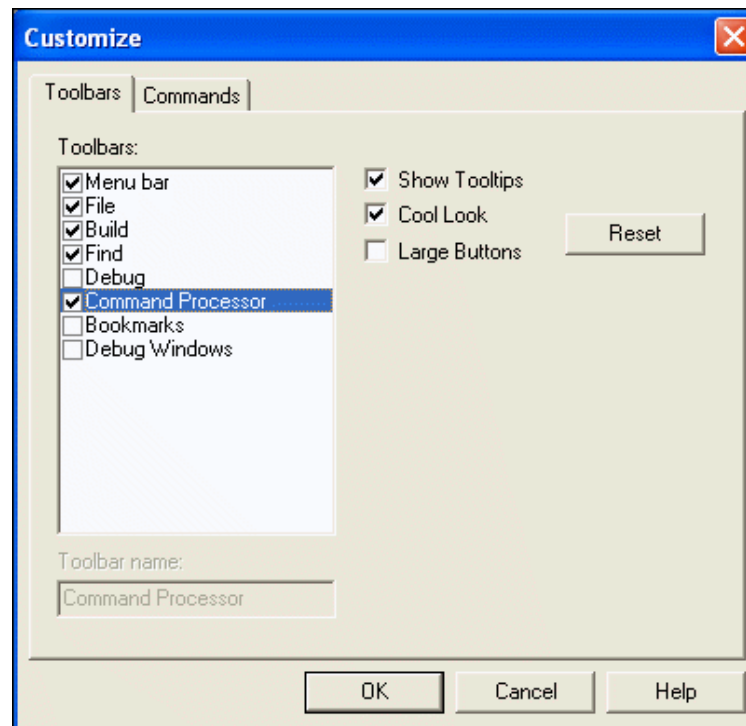 Customize
Toolbars
Commands
Toolbars:
Menu bar
File
Build
Find
Debug
Command Processor
Bookmarks
Debug Windows
Show Tooltips
Cool Look
Large Buttons
Reset
Toolbar name:
Command Processor
OK
Cancel
Help